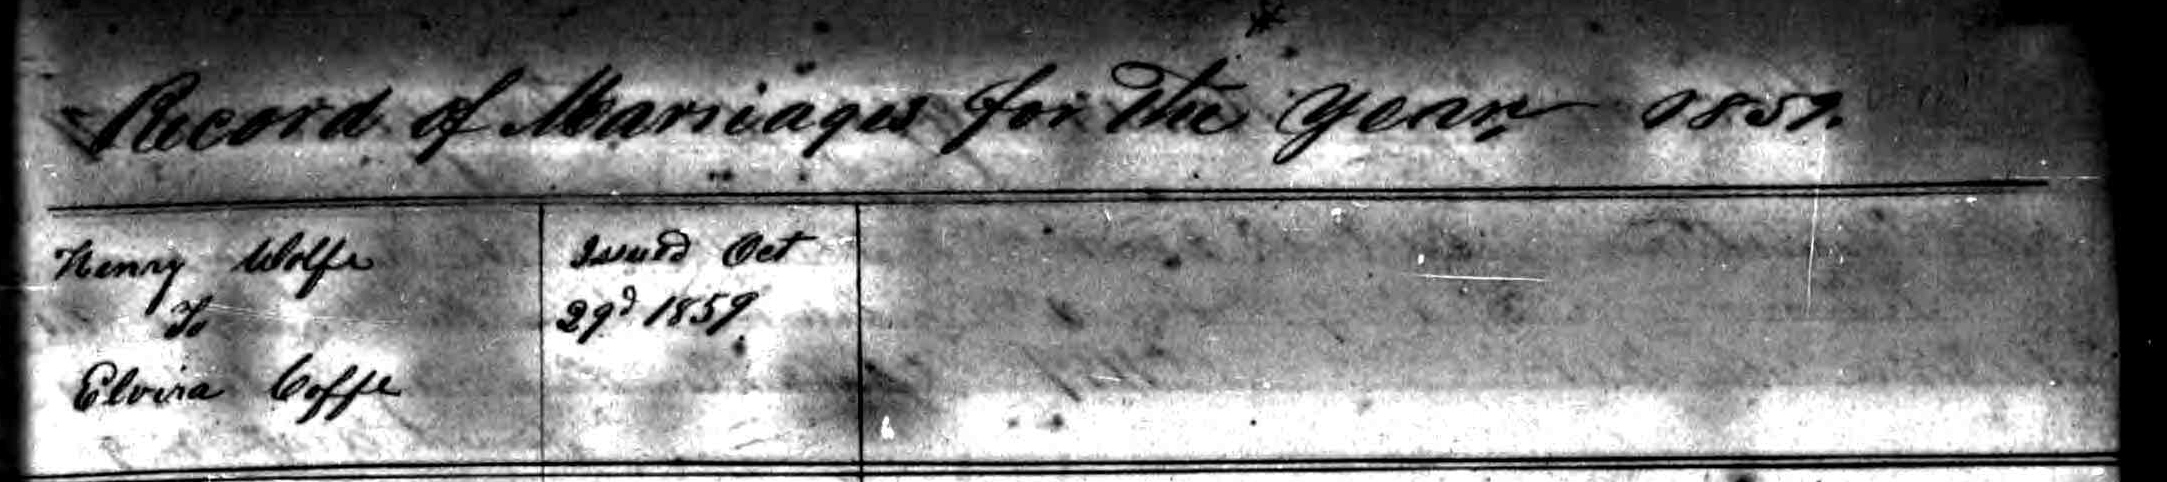 Record of Marriages for the Year 1859.
Henry Wolfe
To
Elvira Coffe
Issued Oct
29d 1859